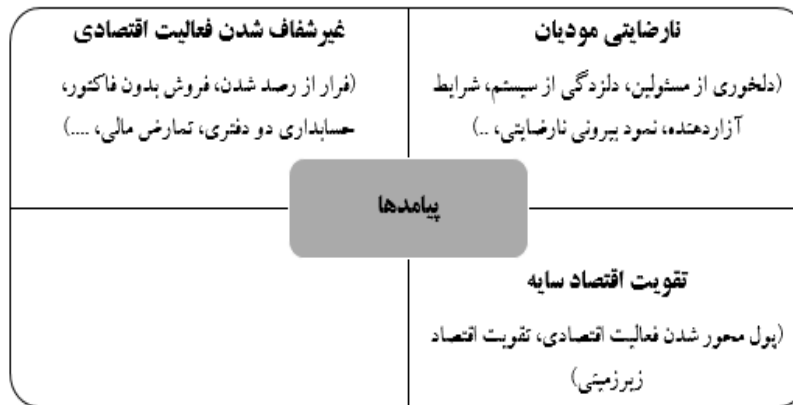 نارضایتی مودیان
(دلخوری از مسئولین، دلزدگی از سیستم، شرایط
آزاردهنده، نمود بیرونی نارضایتی، ..)
غیرشفاف شدن فعالیت اقتصادی
(فرار از رصد شدن، فروش بدون فاکتور،
حسابداری دو دفتری، تمارض مالی، ....)
پیامدها
تقویت اقتصاد سایه
(پول محور شدن فعالیت اقتصادی، تقویت اقتصاد
زیرزمینی)